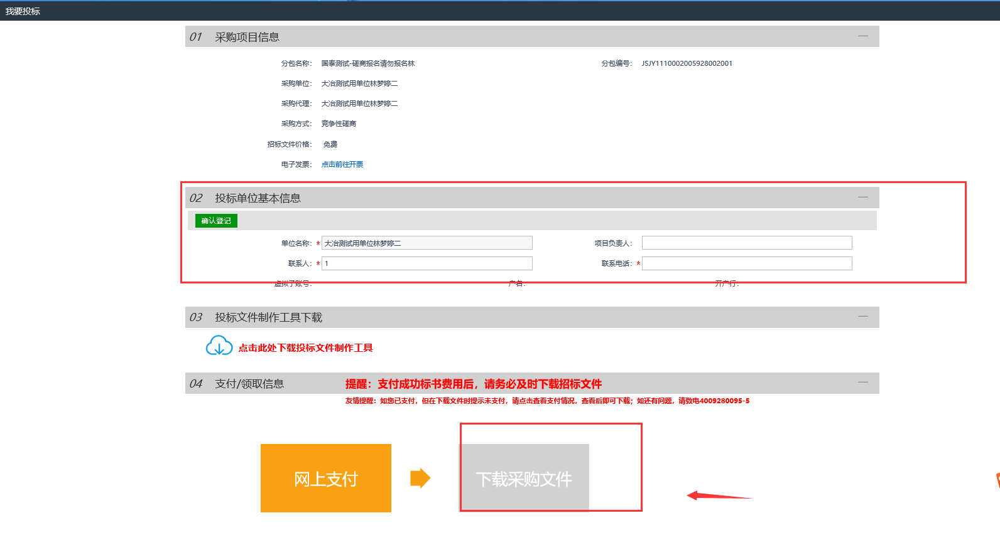 我要投标
01 采购项目信息
分包名称： 国泰测试-磋商报名请勿报名林 分包编号： JSJY1110002005928002001
采购单位： 大冶测试用单位林梦婷二
采购代理： 大冶测试用单位林梦婷二
采购方式： 竞争性磋商
招标文件价格： 免费
电子发票： 点击前往开票
02 投标单位基本信息
确认登记
单位名称：* 大冶测试用单位林梦婷二 项目负责人：
联系人：* 1 联系电话：*
虚拟子账号： 户名： 开户行：
03 投标文件制作工具下载
点击此处下载投标文件制作工具
04 支付/领取信息 提醒：支付成功标书费用后，请务必及时下载招标文件
友情提醒：如您已支付，但在下载文件时提示未支付，请点击查看支付情况，查看后即可下载；如还有问题，请致电4009280095-5
网上支付 下载采购文件